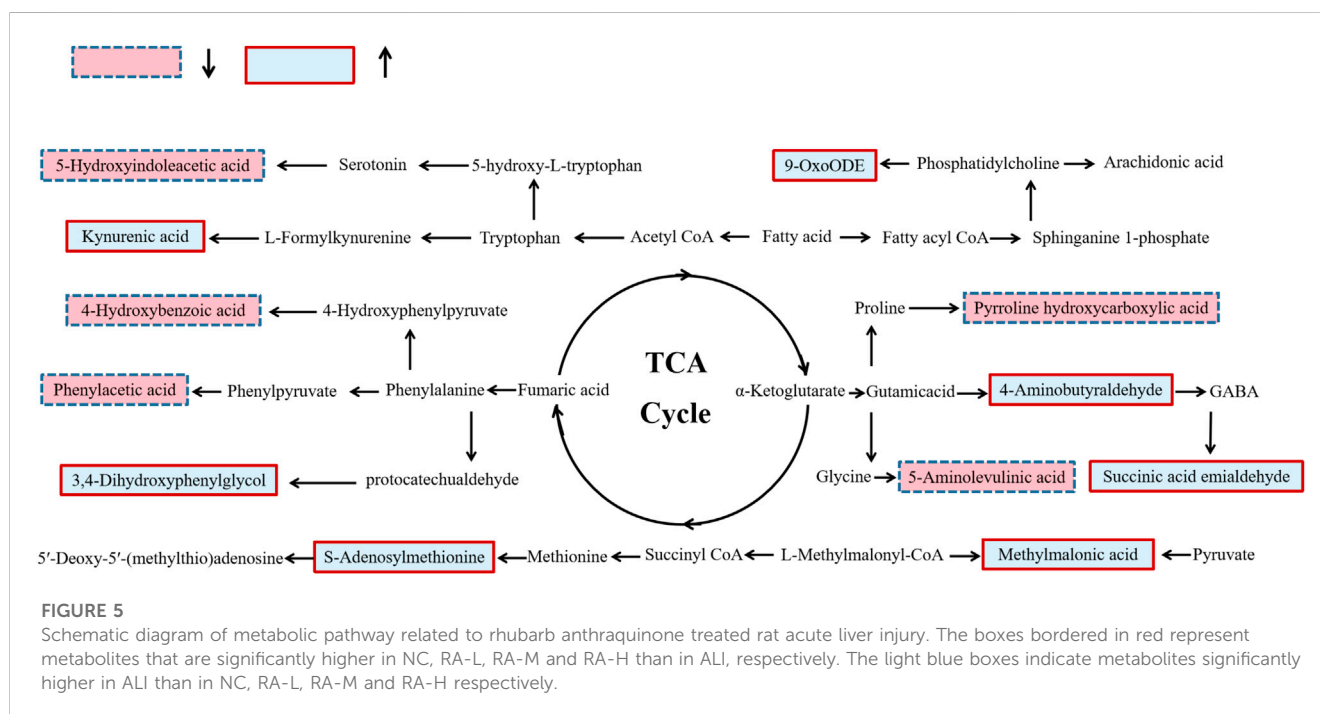 5-Hydroxyindoleacetic acid Serotonin 5-hydroxy-L-tryptophan 9-OxoODE Phosphatidylcholine Arachidonic acid
Kynurenic acid L-Formylkynurenine Tryptophan Acetyl CoA Fatty acid Fatty acyl CoA Sphinganine 1-phosphate
4-Hydroxybenzoic acid 4-Hydroxyphenylpyruvate Proline Pyrroline hydroxycarboxylic acid
TCA
Phenylacetic acid Phenylpyruvate Phenylalanine Fumaric acid α-Ketoglutarate Gutamicacid 4-Aminobutyraldehyde GABA
Cycle
3,4-Dihydroxyphenylglycol protocatechualdehyde Glycine 5-Aminolevulinic acid Succinic acid emialdehyde
5′-Deoxy-5′-(methylthio)adenosine S-Adenosylmethionine Methionine Succinyl CoA L-Methylmalonyl-CoA Methylmalonic acid Pyruvate
FIGURE 5
Schematic diagram of metabolic pathway related to rhubarb anthraquinone treated rat acute liver injury. The boxes bordered in red represent
metabolites that are significantly higher in NC, RA-L, RA-M and RA-H than in ALI, respectively. The light blue boxes indicate metabolites significantly
higher in ALI than in NC, RA-L, RA-M and RA-H respectively.